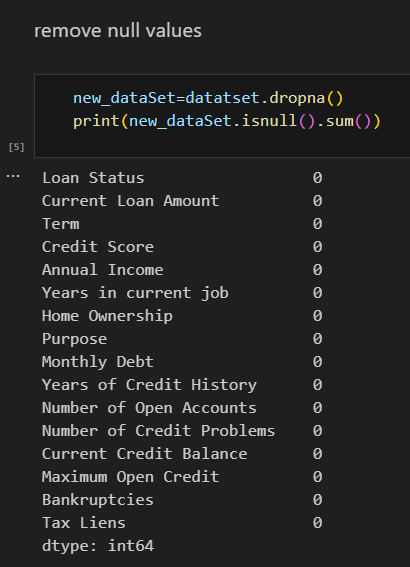 remove null values
new_dataSet=datatset.dropna()
print(new_dataSet.isnull().sum())
[5]
...
Loan Status 0
Current Loan Amount 0
Term 0
Credit Score 0
Annual Income 0
Years in current job 0
Home Ownership 0
Purpose 0
Monthly Debt 0
Years of Credit History 0
Number of Open Accounts 0
Number of Credit Problems 0
Current Credit Balance 0
Maximum Open Credit 0
Bankruptcies 0
Tax Liens 0
dtype: int64